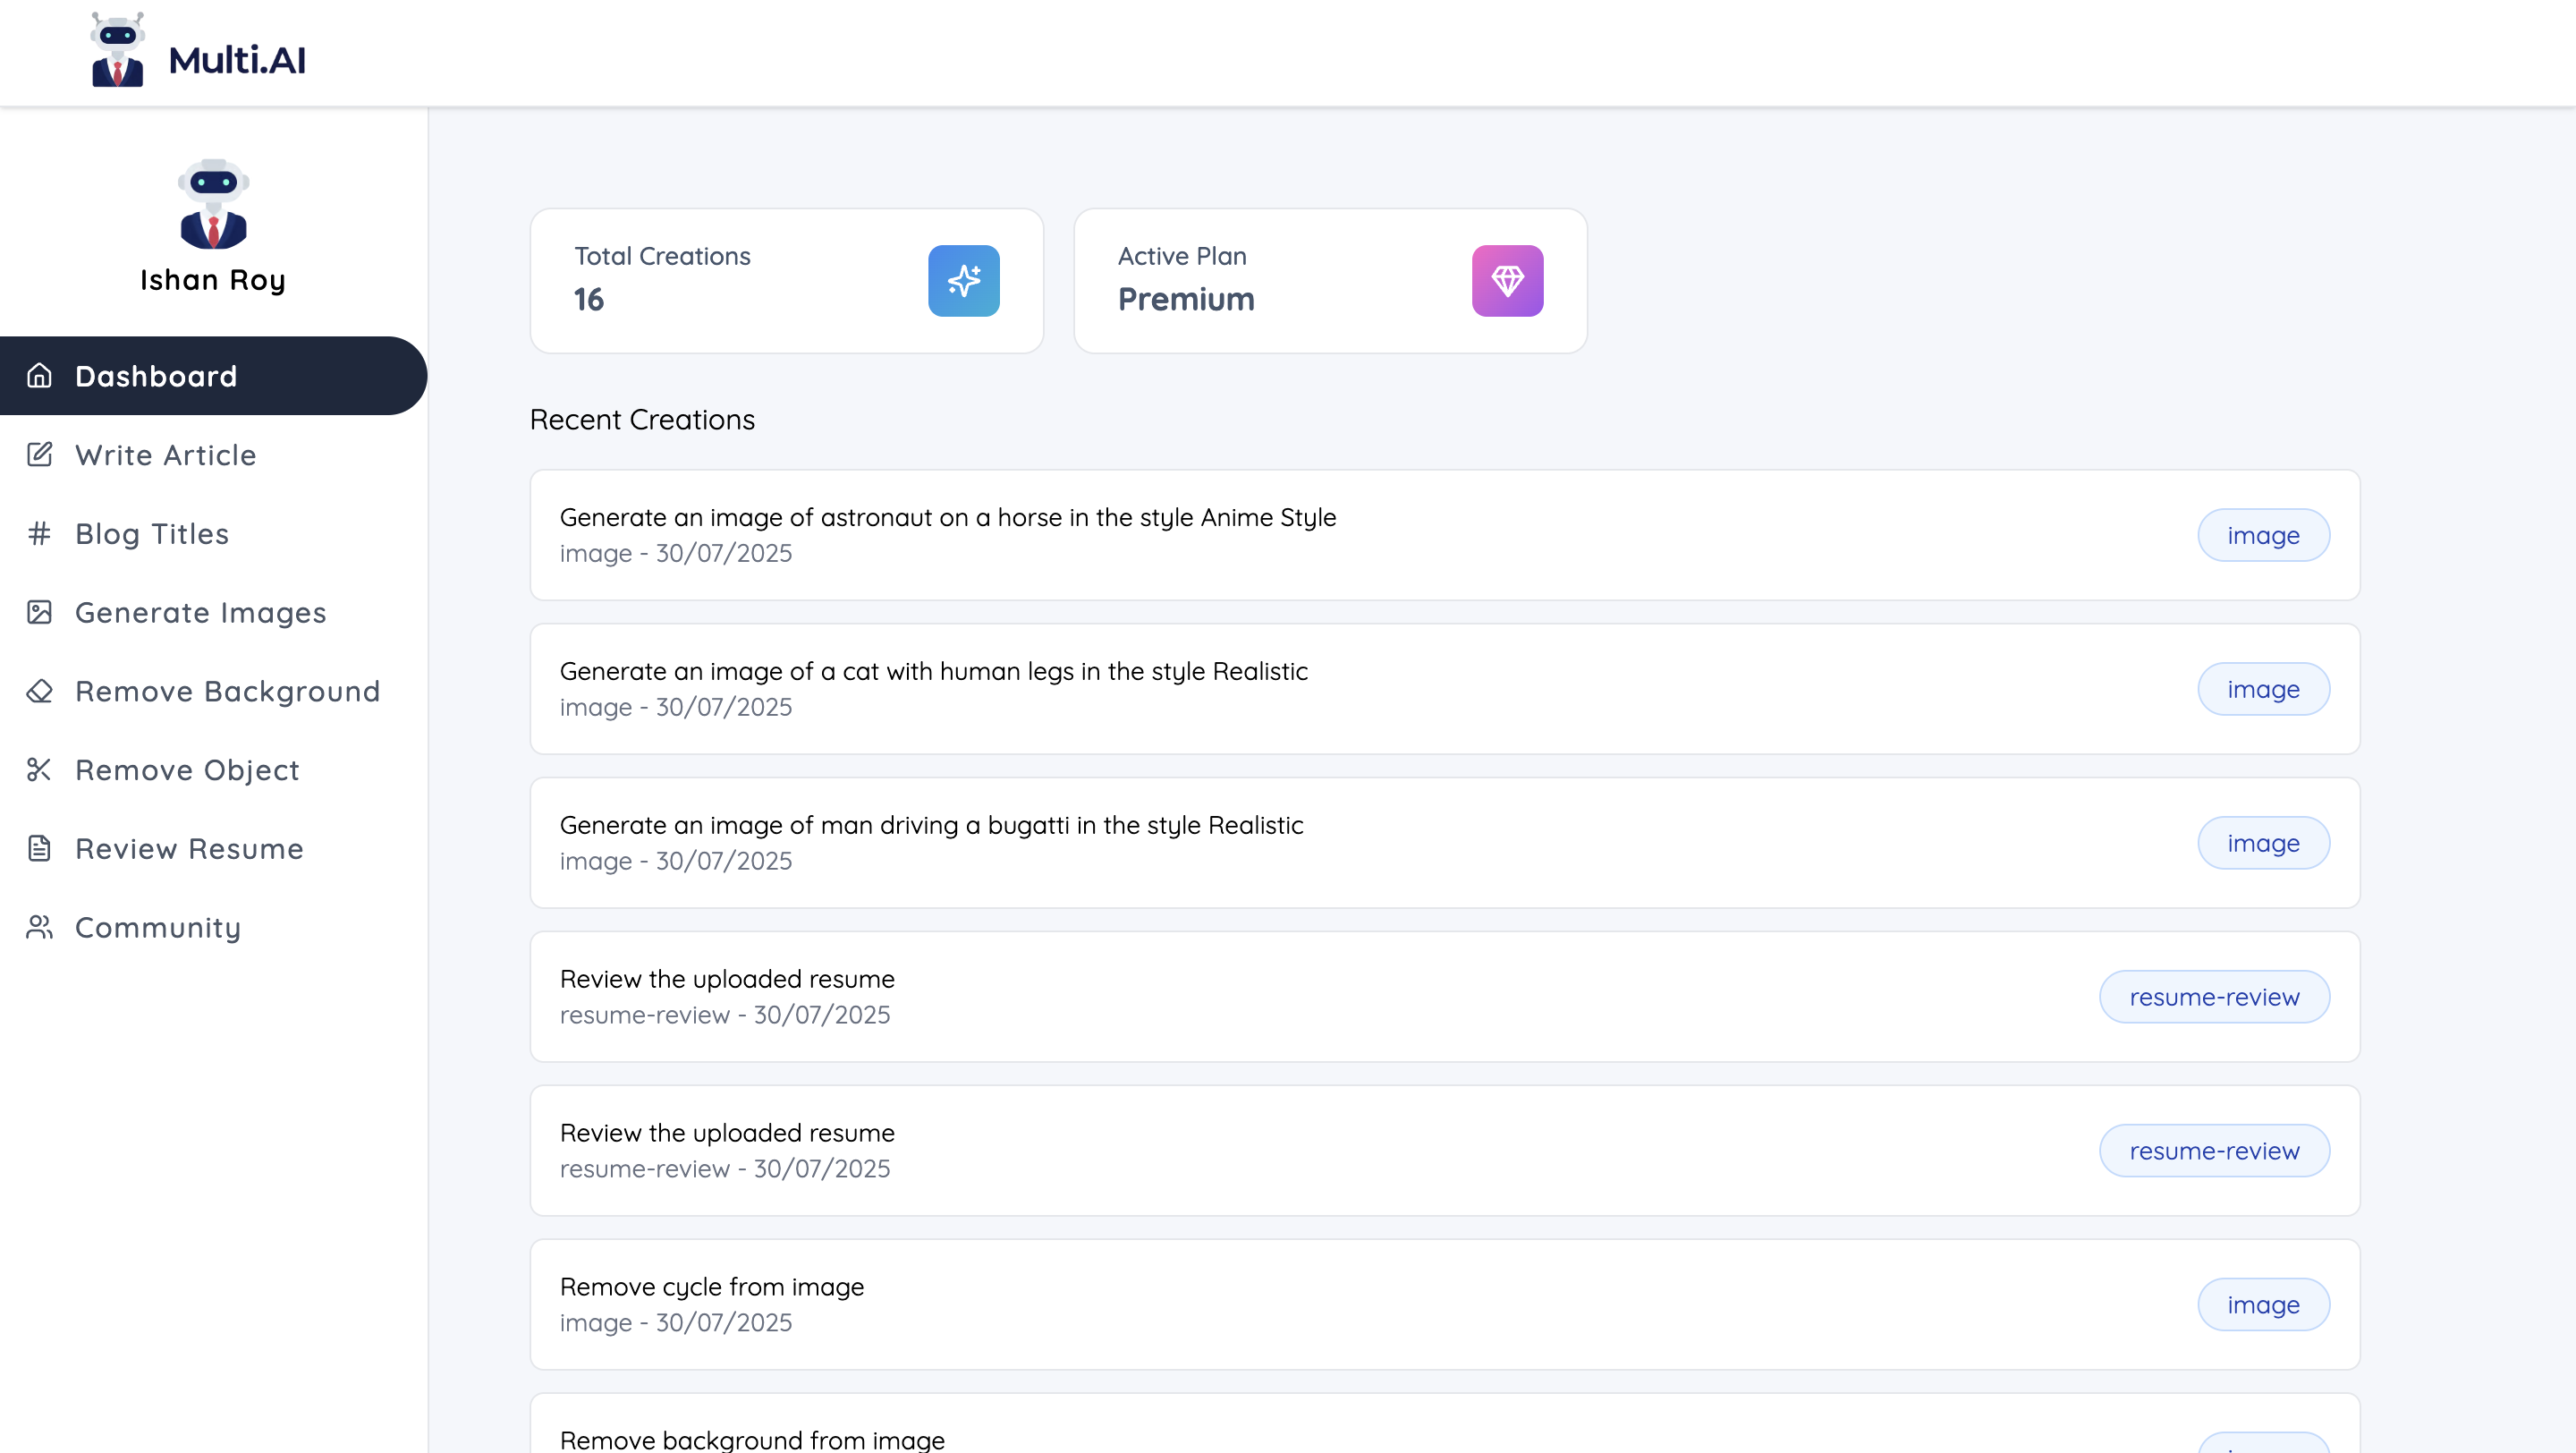 Multi.AI
Ishan Roy
Dashboard
Write Article
Blog Titles
Generate Images
Remove Background
Remove Object
Review Resume
Community
Total Creations
16
Active Plan
Premium
Recent Creations
Generate an image of astronaut on a horse in the style Anime Style
image - 30/07/2025
image
Generate an image of a cat with human legs in the style Realistic
image - 30/07/2025
image
Generate an image of man driving a bugatti in the style Realistic
image - 30/07/2025
image
Review the uploaded resume
resume-review - 30/07/2025
resume-review
Review the uploaded resume
resume-review - 30/07/2025
resume-review
Remove cycle from image
image - 30/07/2025
image
Remove background from image